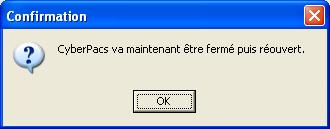 Confirmation
CyberPacs va maintenant être fermé puis réouvert.
OK